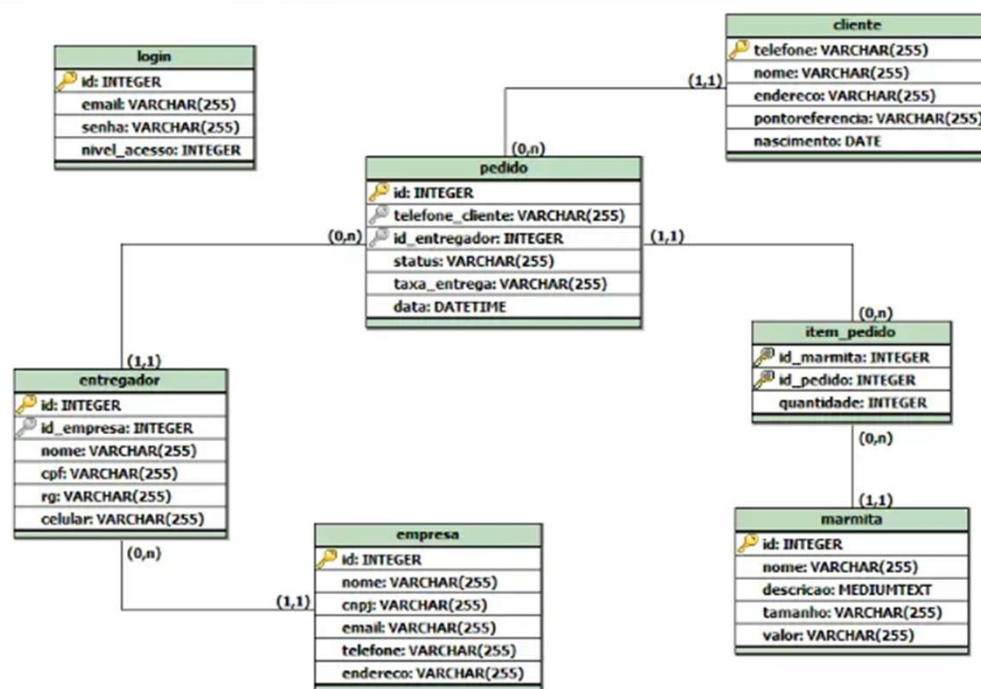 login
id: INTEGER
email: VARCHAR(255)
senha: VARCHAR(255)
nivel_acesso: INTEGER
cliente
telefone: VARCHAR(255)
nome: VARCHAR(255)
endereco: VARCHAR(255)
pontoreferencia: VARCHAR(255)
nascimento: DATE
(1,1)
(0,n)
pedido
id: INTEGER
telefone_cliente: VARCHAR(255)
id_entregador: INTEGER
status: VARCHAR(255)
taxa_entrega: VARCHAR(255)
data: DATETIME
(0,n)
(1,1)
(0,n)
item_pedido
id_marmita: INTEGER
id_pedido: INTEGER
quantidade: INTEGER
(1,1)
entregador
id: INTEGER
id_empresa: INTEGER
nome: VARCHAR(255)
cpf: VARCHAR(255)
rg: VARCHAR(255)
celular: VARCHAR(255)
(0,n)
(1,1)
marmita
id: INTEGER
nome: VARCHAR(255)
descricao: MEDIUMTEXT
tamanho: VARCHAR(255)
valor: VARCHAR(255)
(0,n)
(1,1)
empresa
id: INTEGER
nome: VARCHAR(255)
cnpj: VARCHAR(255)
email: VARCHAR(255)
telefone: VARCHAR(255)
endereco: VARCHAR(255)